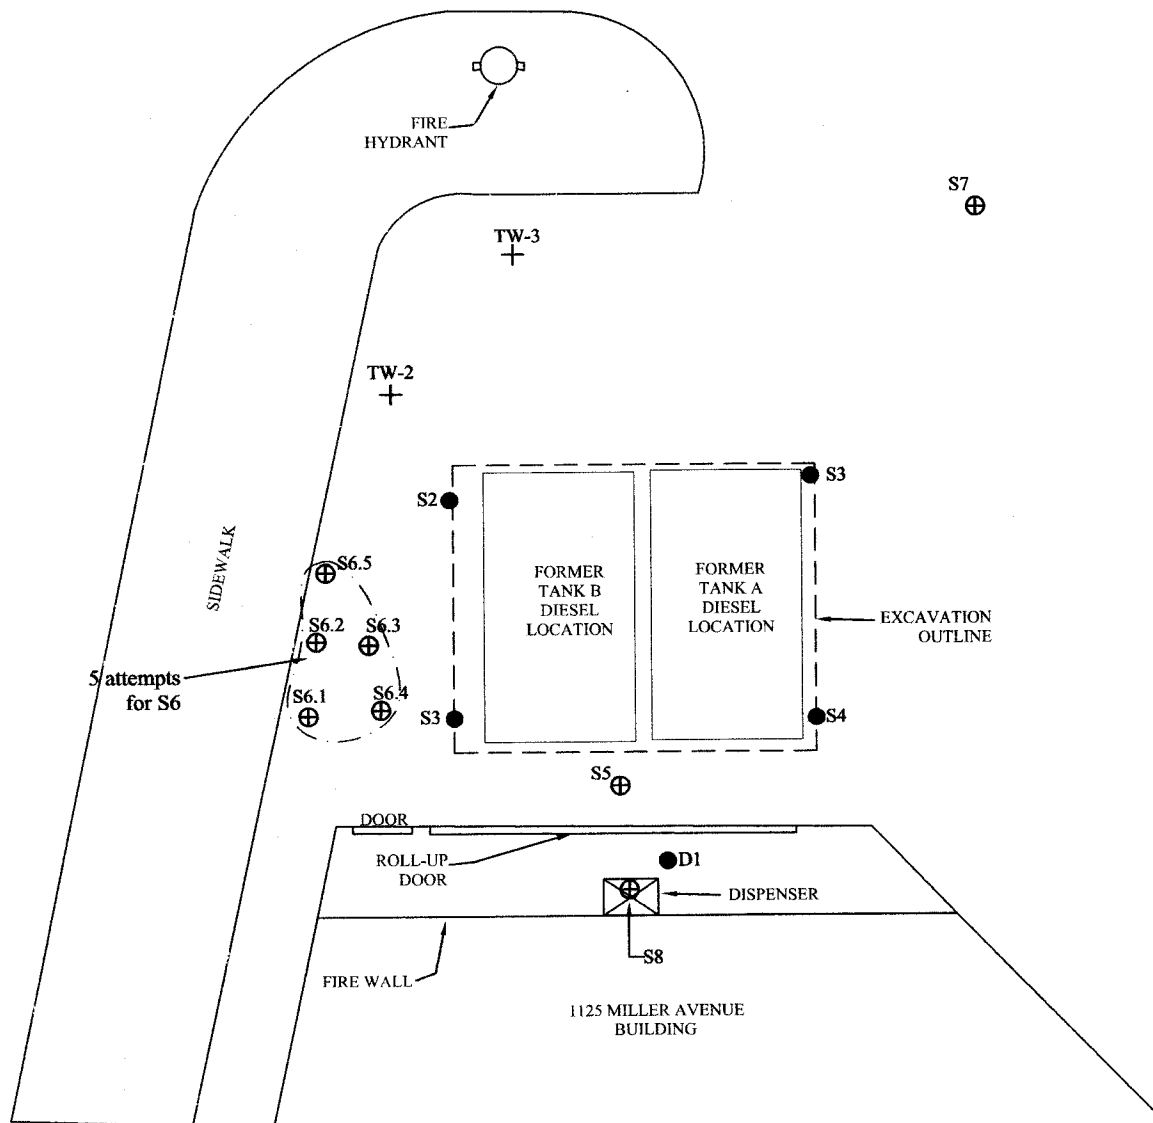 FIRE
HYDRANT
S7
TW-3
TW-2
S2
S3
SIDEWALK
S6.5
FORMER
TANK B
DIESEL
LOCATION
FORMER
TANK A
DIESEL
LOCATION
EXCAVATION
OUTLINE
S6.2
S6.3
5 attempts
for S6
S6.1
S6.4
S3
S4
S5
DOOR
ROLL-UP
DOOR
D1
DISPENSER
S8
FIRE WALL
1125 MILLER AVENUE
BUILDING